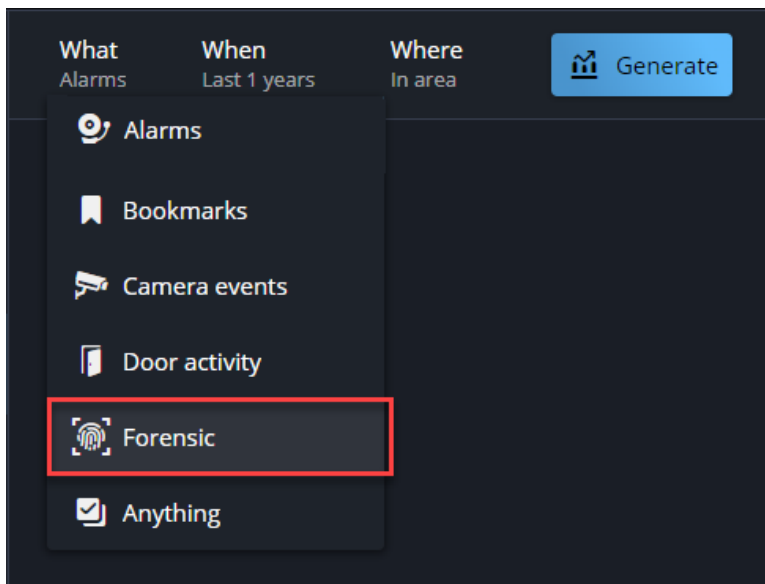 What When Where
Alarms Last 1 years In area
Generate
Alarms
Bookmarks
Camera events
Door activity
Forensic
Anything